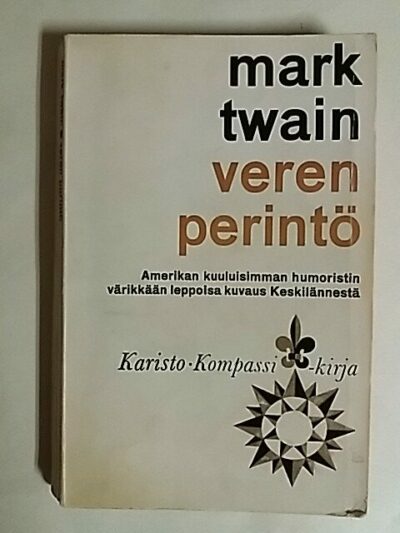 mark
twain
veren
perintö
Amerikan kuuluisimman humoristin
värikkään leppoisa kuvaus Keskilännestä
Karisto-Kompassi -kirja